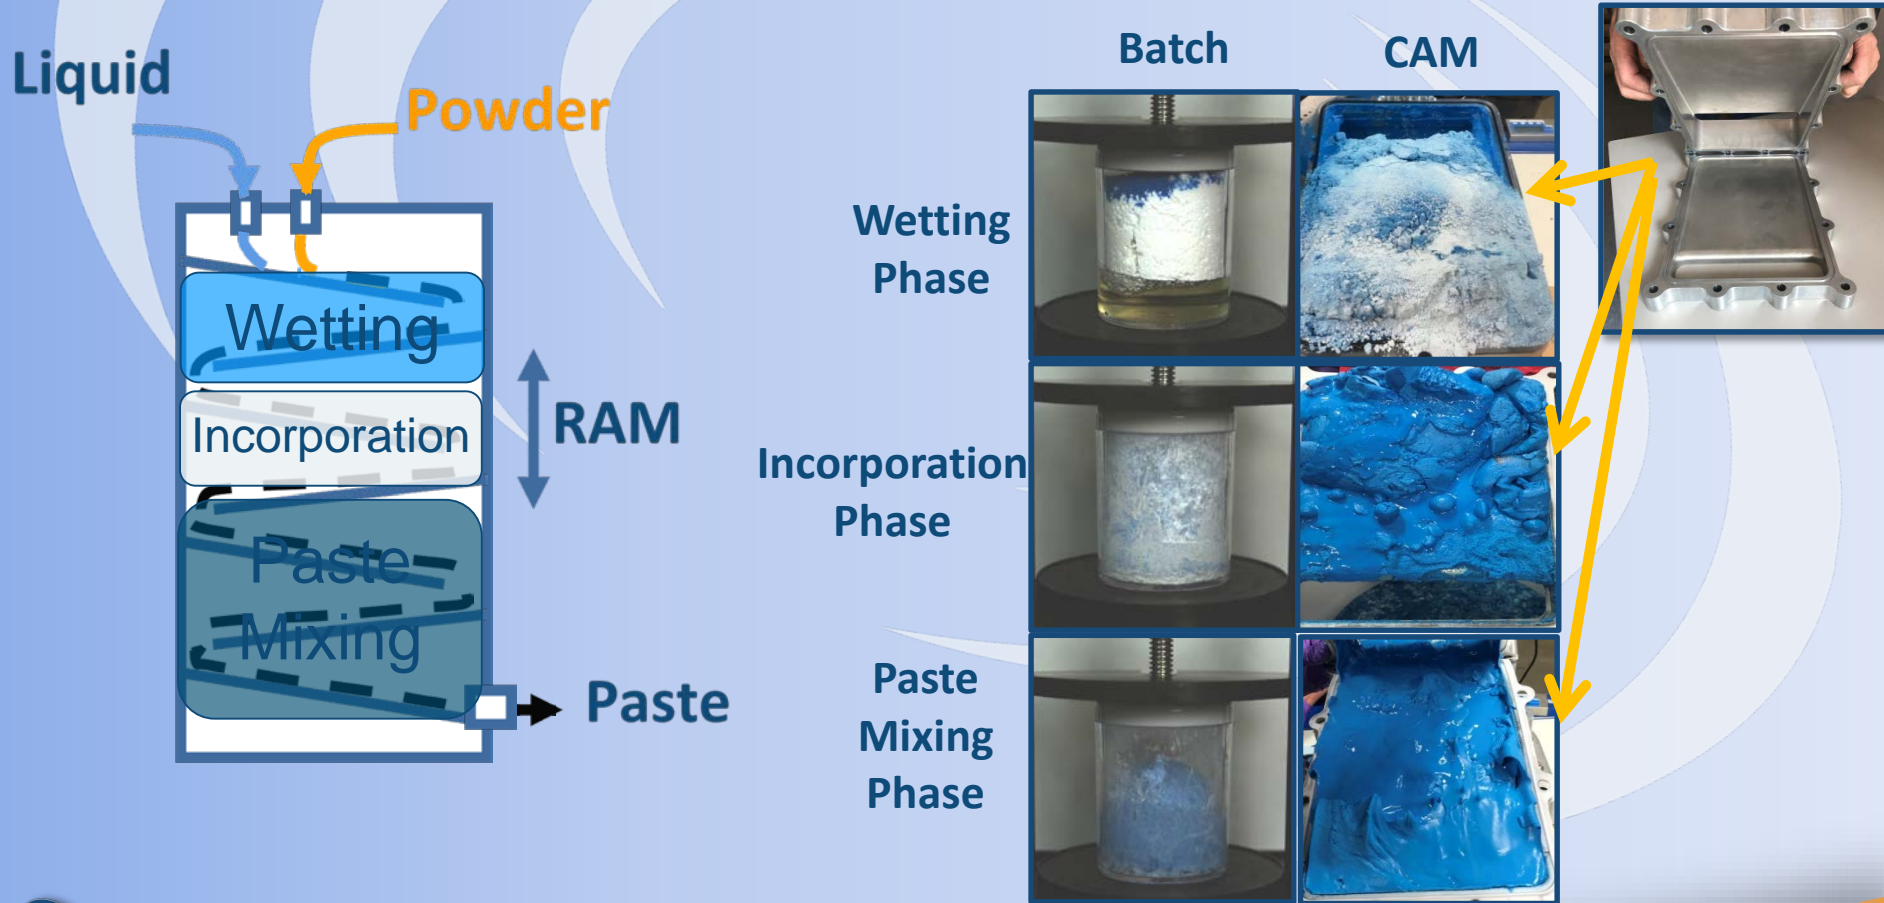 Liquid
Powder
Wetting
Incorporation
Paste
Mixing
RAM
Paste
Batch
CAM
Wetting
Phase
Incorporation
Phase
Paste
Mixing
Phase